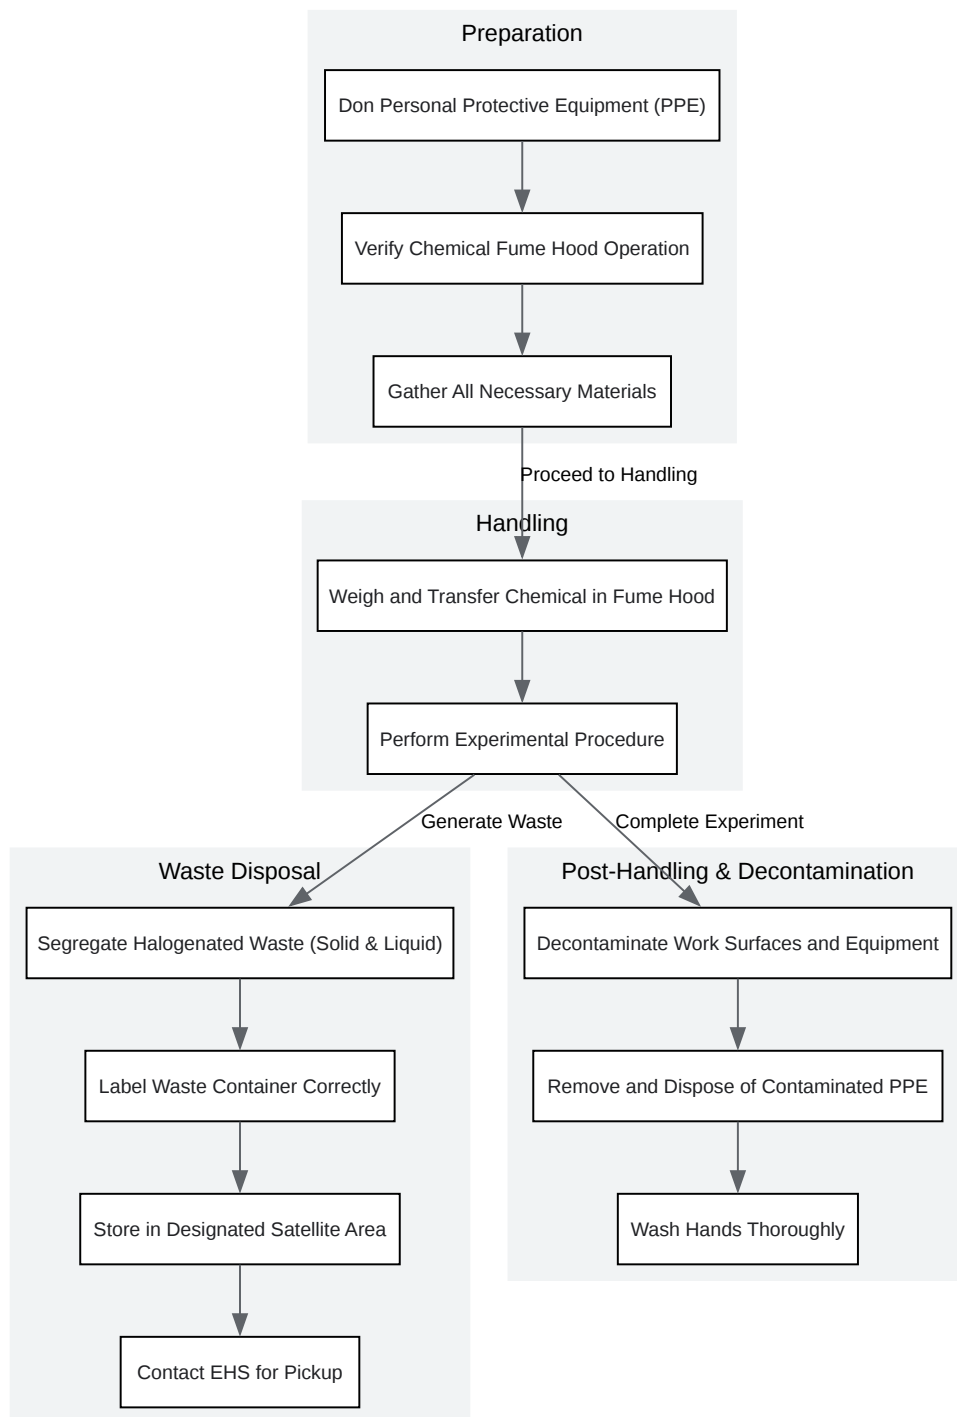 Preparation
Don Personal Protective Equipment (PPE)
Verify Chemical Fume Hood Operation
Gather All Necessary Materials
Proceed to Handling
Handling
Weigh and Transfer Chemical in Fume Hood
Perform Experimental Procedure
Generate Waste
Complete Experiment
Waste Disposal
Segregate Halogenated Waste (Solid & Liquid)
Label Waste Container Correctly
Store in Designated Satellite Area
Contact EHS for Pickup
Post-Handling & Decontamination
Decontaminate Work Surfaces and Equipment
Remove and Dispose of Contaminated PPE
Wash Hands Thoroughly